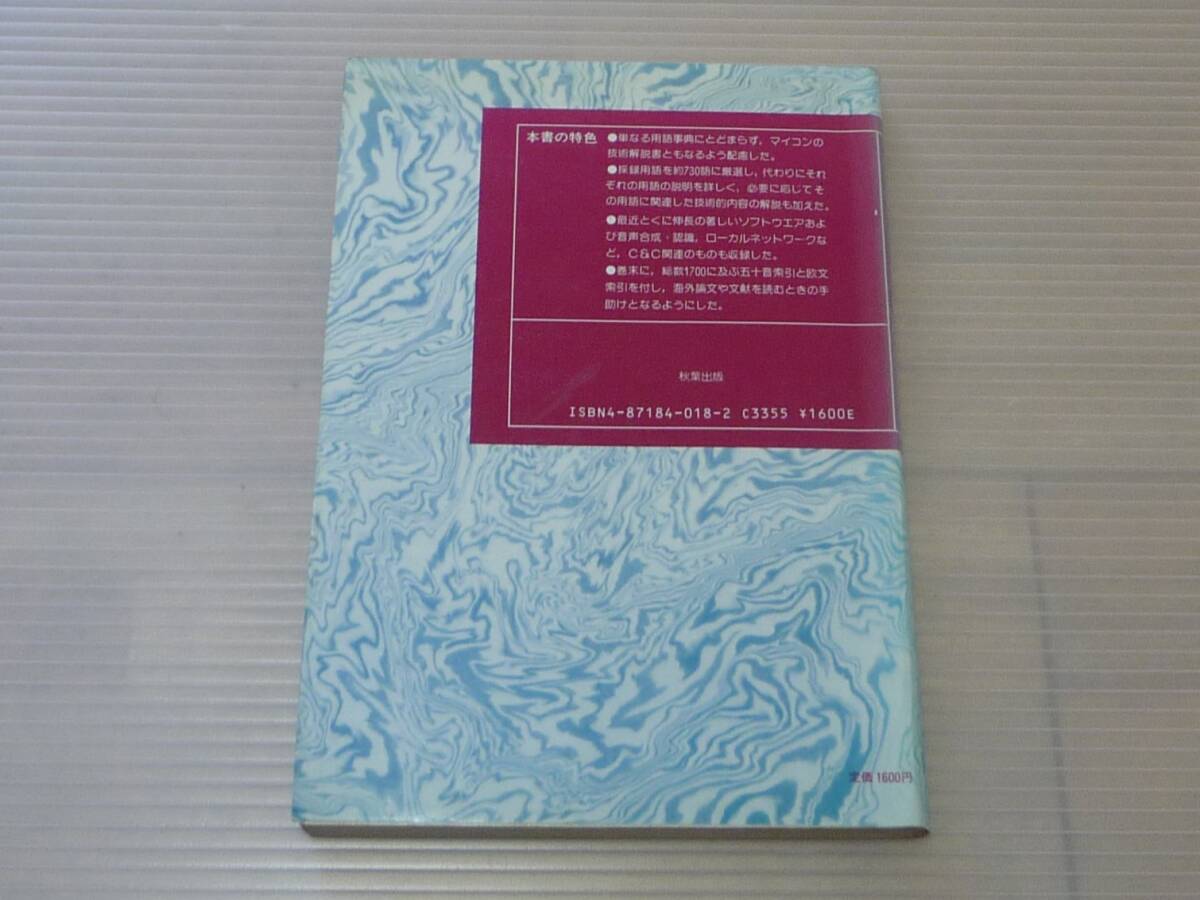 本書の特色 ●単なる用語事典にとどまらず，マイコンの
技術解説書ともなるよう配慮した。
●採録用語を約730語に厳選し，代わりにそれ
ぞれの用語の説明を詳しく，必要に応じてそ
の用語に関連した技術的内容の解説も加えた。
●最近とくに伸長の著しいソフトウエアおよ
び音声合成・認識，ローカルネットワークな
ど，C&C関連のものも収録した。
●巻末に，総数1700に及ぶ五十音索引と欧文
索引を付し，海外論文や文献を読むときの手
助けとなるようにした。
秋葉出版
ISBN4-87184-018-2 C3355 ¥1600E
定価1600円